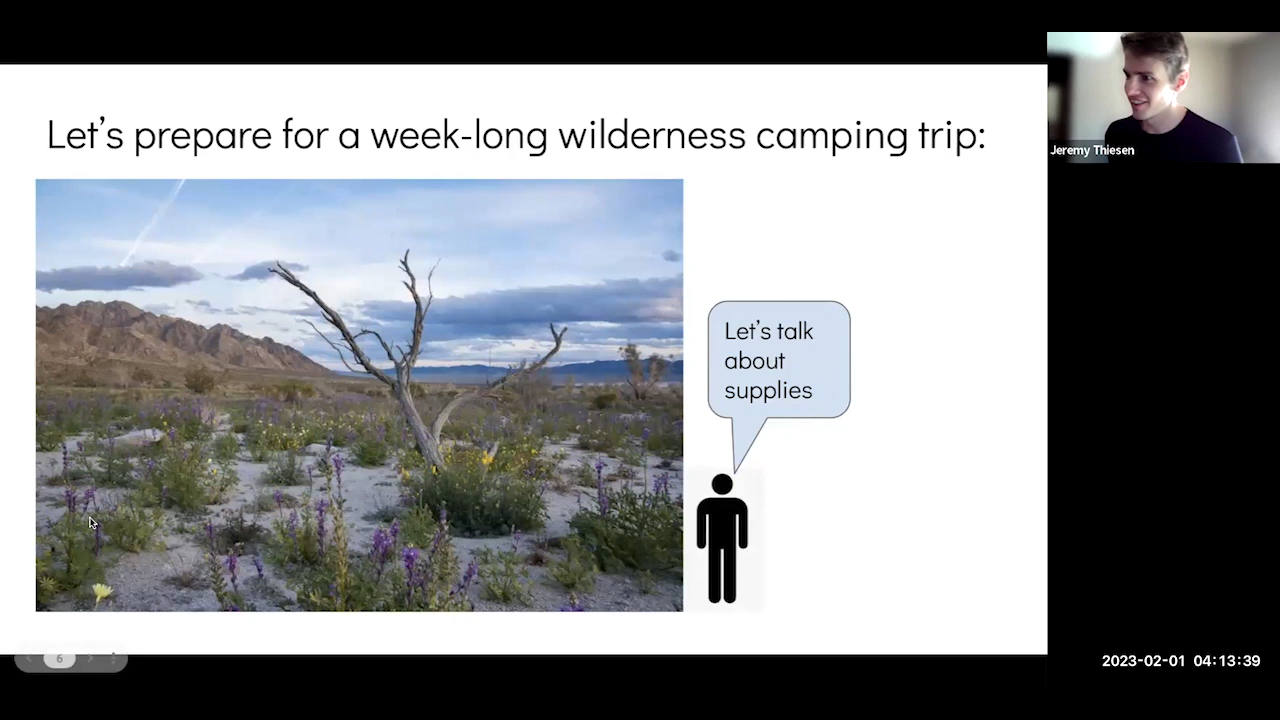 Let's prepare for a week-long wilderness camping trip:
Jeremy Thiesen
Let's talk
about
supplies
6
2023-02-01 04:13:39